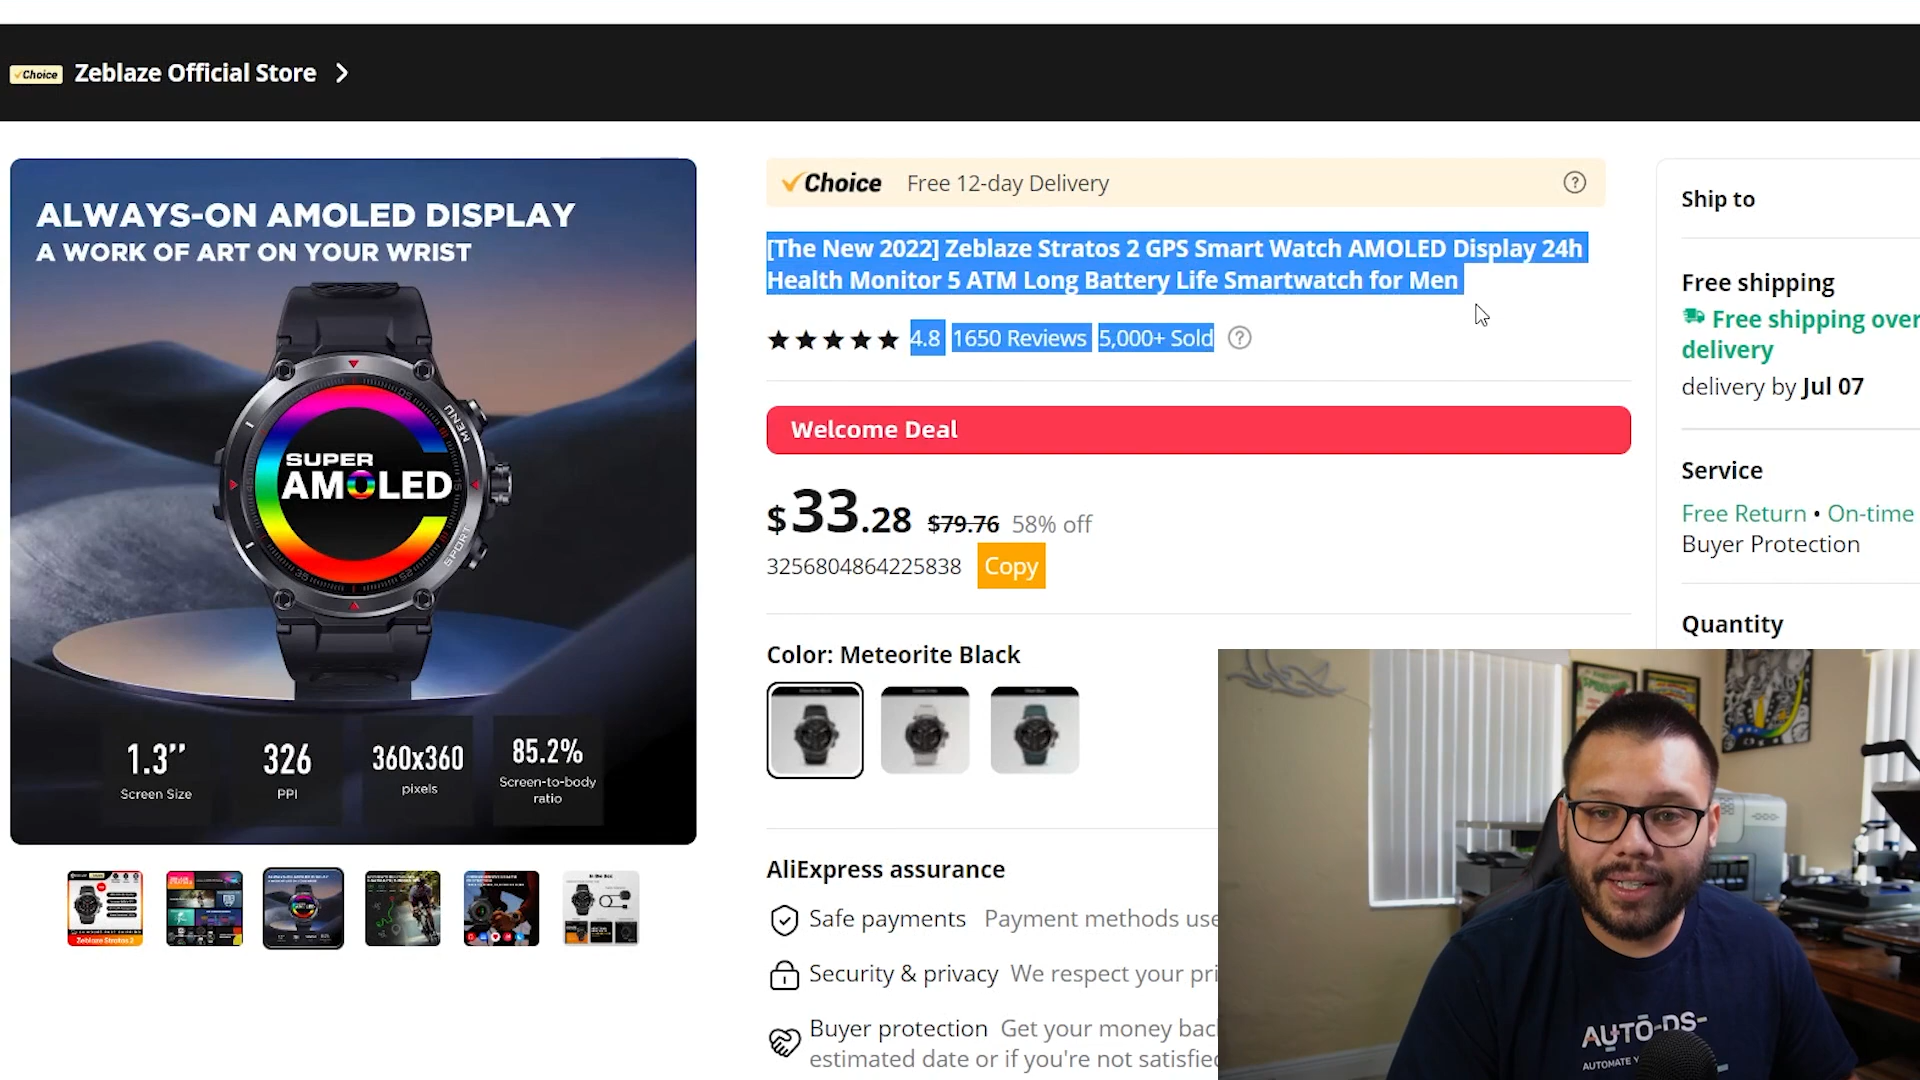 Choice Zeblaze Official Store
ALWAYS-ON AMOLED DISPLAY
A WORK OF ART ON YOUR WRIST
MENU
SUPER
AMOLED
SPORT
1.3’’
Screen Size
326
PPI
360x360
pixels
85.2%
Screen-to-body
ratio
Zeblaze Stratos 2
Choice Free 12-day Delivery
[The New 2022] Zeblaze Stratos 2 GPS Smart Watch AMOLED Display 24h
Health Monitor 5 ATM Long Battery Life Smartwatch for Men
4.8 1650 Reviews 5,000+ Sold
Welcome Deal
$33.28 $79.76 58% off
3256804864225838 Copy
Color: Meteorite Black
AliExpress assurance
Safe payments Payment methods use
Security & privacy We respect your pri
Buyer protection Get your money bac
estimated date or if you're not satisfied
Ship to
Free shipping
Free shipping over
delivery
delivery by Jul 07
Service
Free Return • On-time
Buyer Protection
Quantity
AUTO-DS-
AUTOMATE